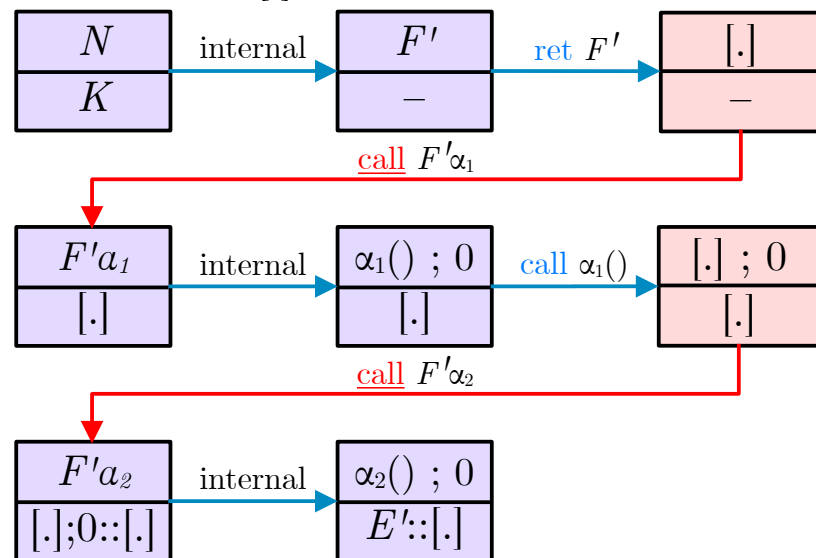 N internal F' ret F' [.]
K – –
call F'α₁
F'a₁ internal α₁() ; 0 call α₁() [.] ; 0
[.] [.] [.]
call F'α₂
F'a₂ internal α₂() ; 0
[.];0::[.] E'::[.]